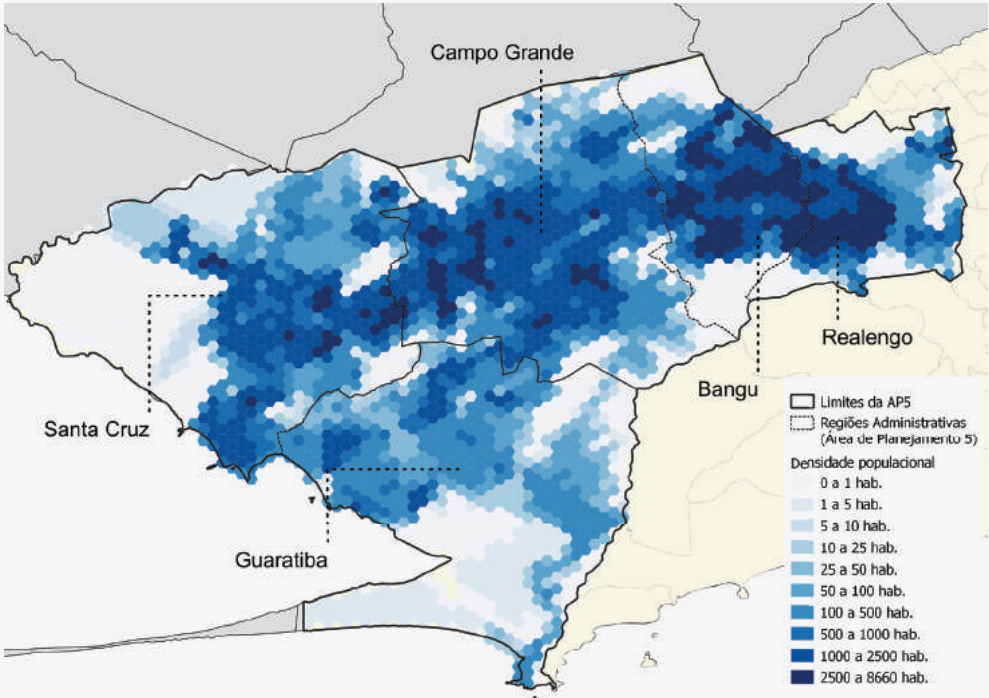 Campo Grande
Realengo
Bangu
Santa Cruz
Guaratiba
Limites da AP5
Regiões Administrativas
(Área de Planejamento 5)
Densidade populacional
0 a 1 hab.
1 a 5 hab.
5 a 10 hab.
10 a 25 hab.
25 a 50 hab.
50 a 100 hab.
100 a 500 hab.
500 a 1000 hab.
1000 a 2500 hab.
2500 a 8660 hab.